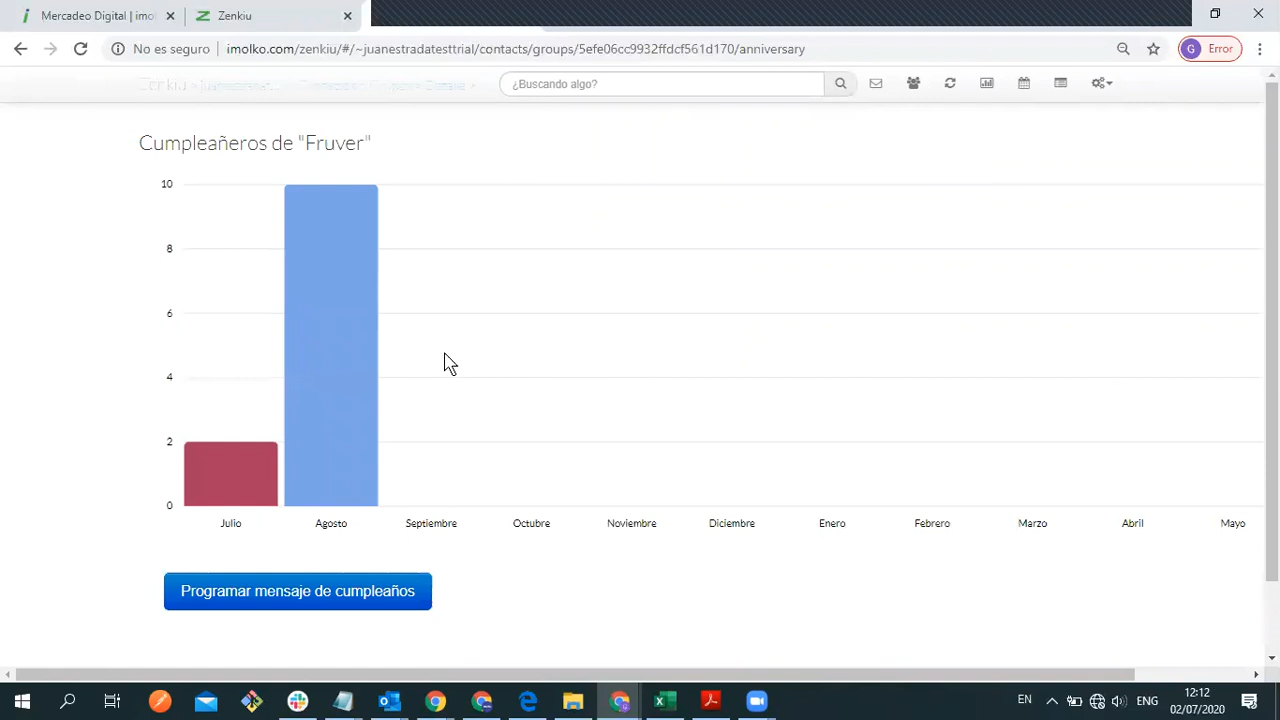 Mercadeo Digital | imol
Zenkiu
No es seguro
imolko.com/zenkiu/#/~juanestradatesttrial/contacts/groups/5efe06cc9932ffdcf561d170/anniversary
G Error
Zenkiu
¿Buscando algo?
Cumpleañeros de "Fruver"
10
8
6
4
2
0
Julio Agosto Septiembre Octubre Noviembre Diciembre Enero Febrero Marzo Abril Mayo
Programar mensaje de cumpleaños
EN
ENG
12:12
02/07/2020